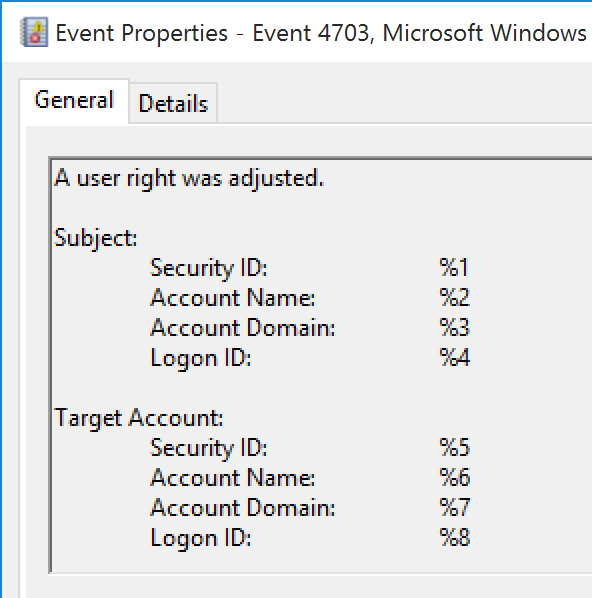 Event Properties - Event 4703, Microsoft Windows
General Details
A user right was adjusted.
Subject:
Security ID: %1
Account Name: %2
Account Domain: %3
Logon ID: %4
Target Account:
Security ID: %5
Account Name: %6
Account Domain: %7
Logon ID: %8